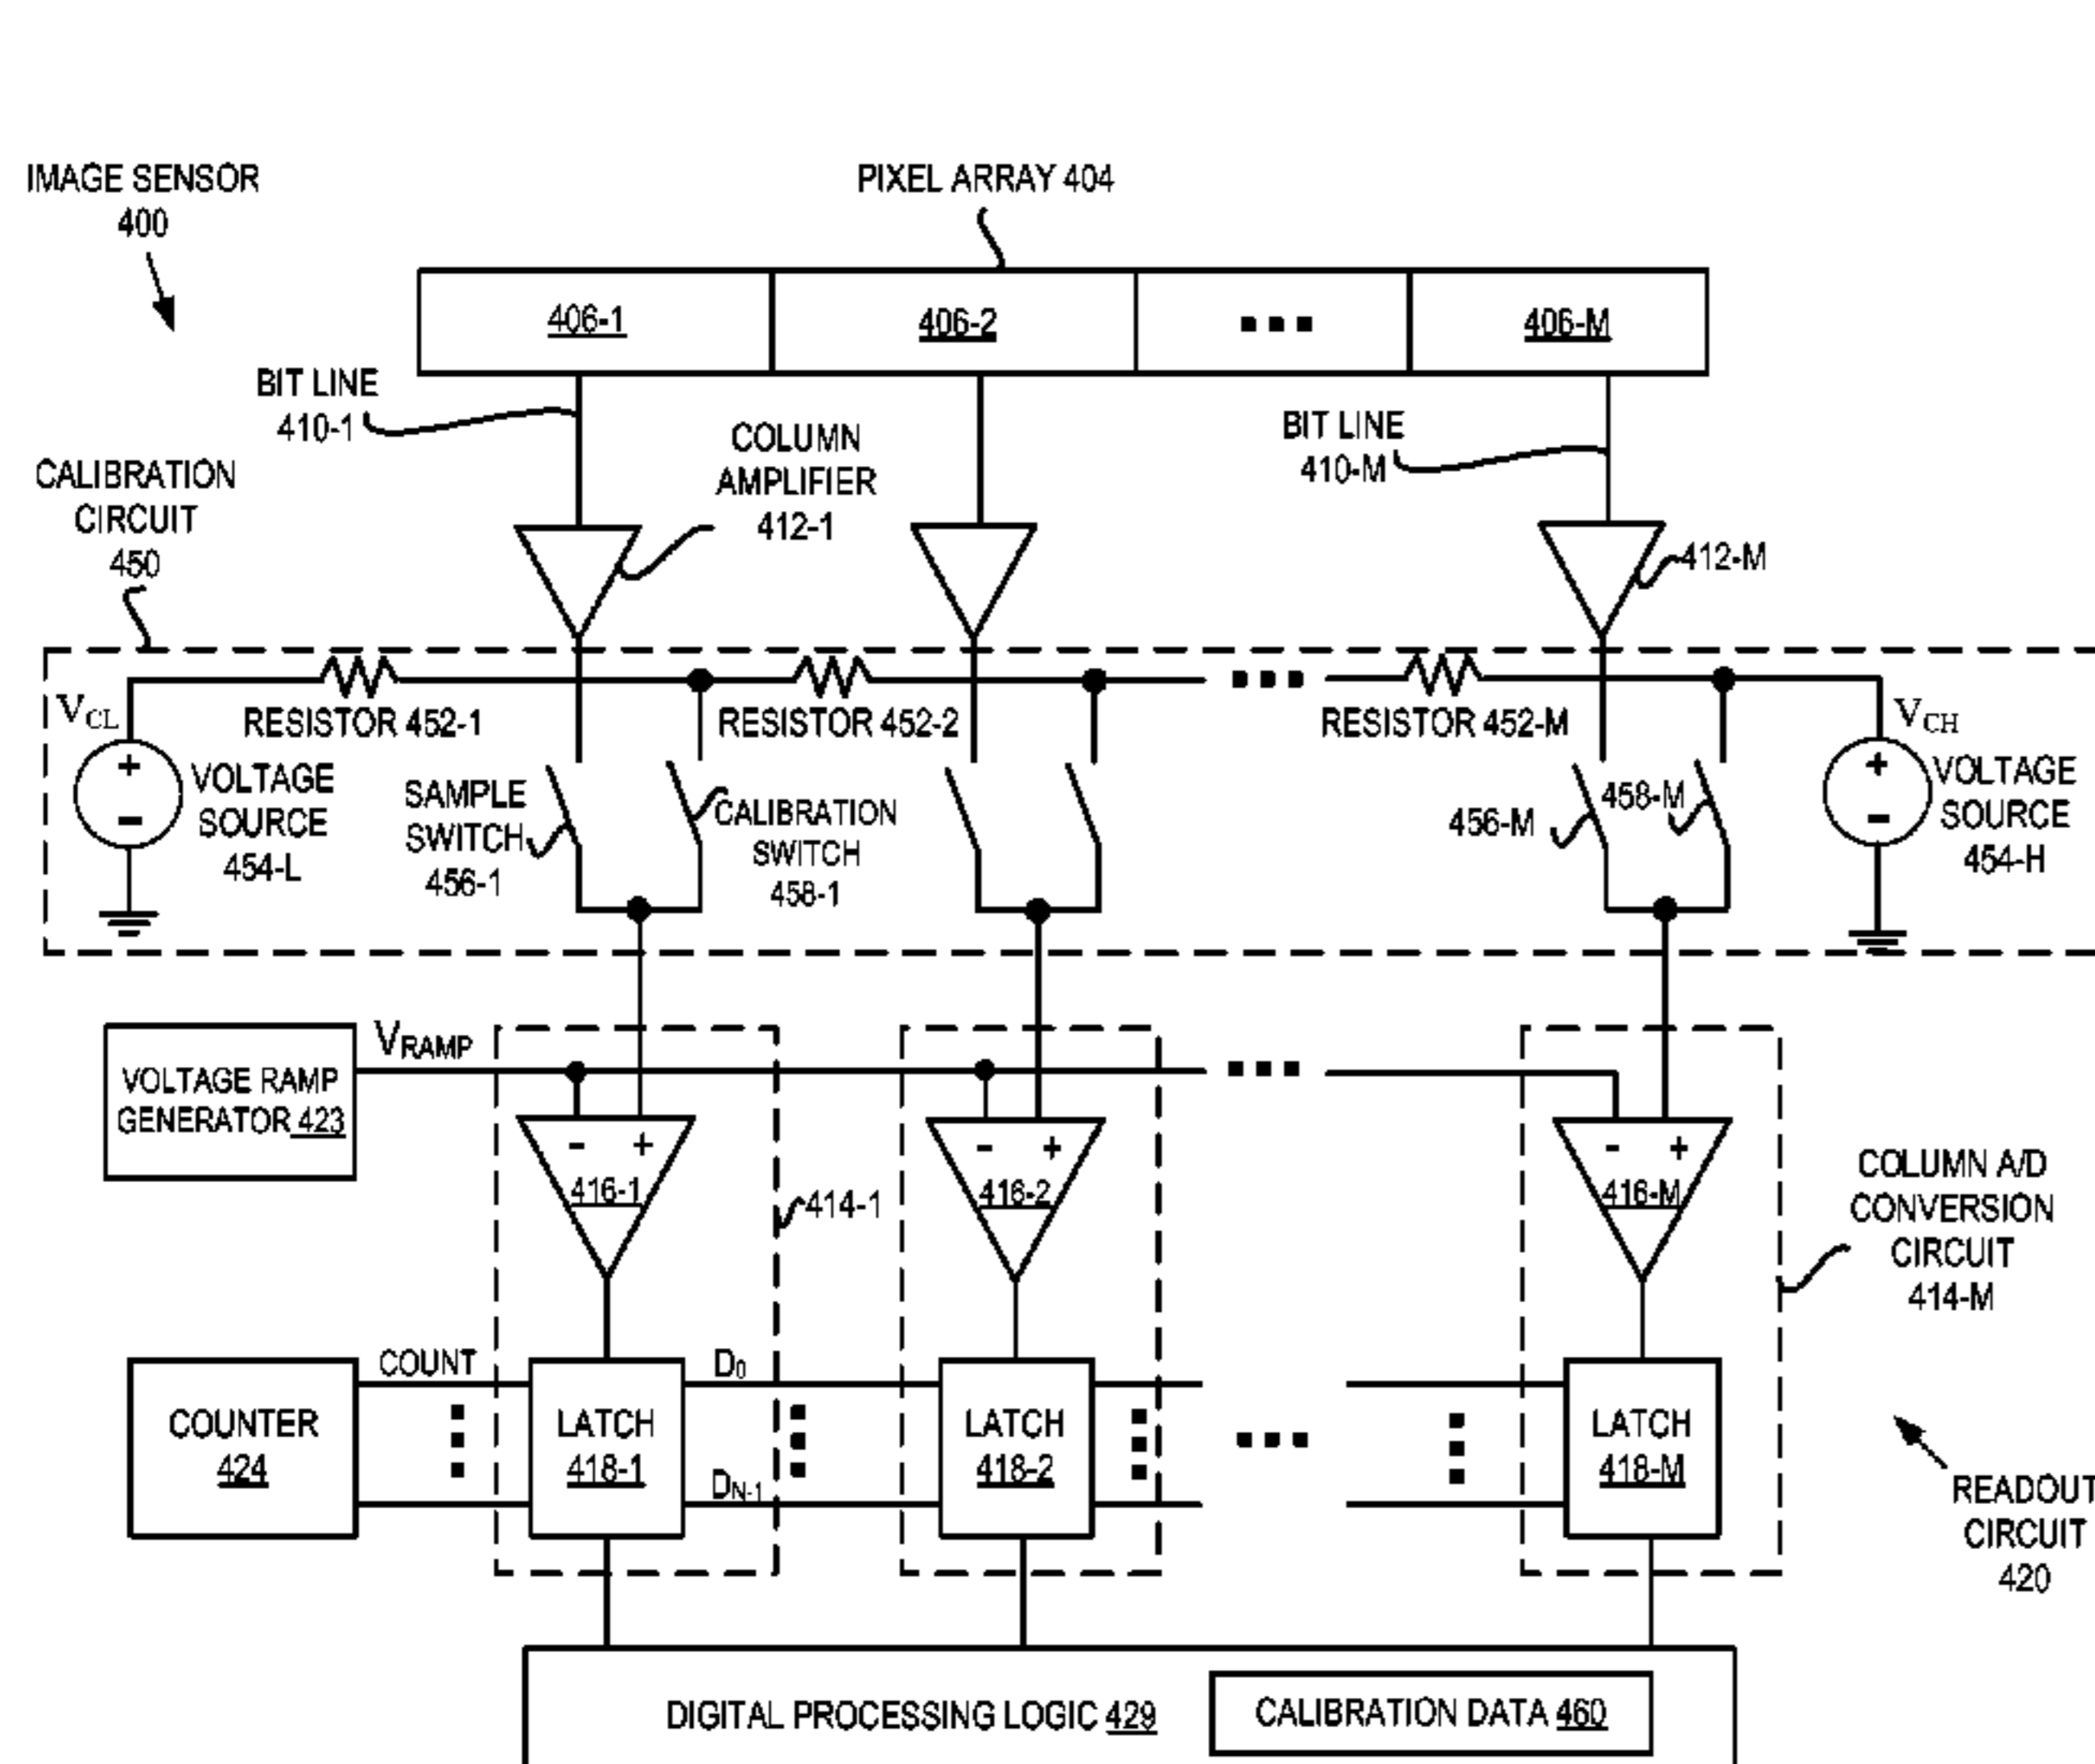 IMAGE SENSOR
400
PIXEL ARRAY 404
406-1
406-2
406-M
BIT LINE
410-1
COLUMN
AMPLIFIER
412-1
BIT LINE
410-M
412-M
CALIBRATION
CIRCUIT
450
VCL
RESISTOR 452-1
RESISTOR 452-2
RESISTOR 452-M
VCH
+
-
VOLTAGE
SOURCE
454-L
SAMPLE
SWITCH
456-1
CALIBRATION
SWITCH
458-1
456-M
458-M
+
-
VOLTAGE
SOURCE
454-H
VOLTAGE RAMP
GENERATOR 423
VRAMP
- +
416-1
414-1
- +
416-2
- +
416-M
COLUMN A/D
CONVERSION
CIRCUIT
414-M
COUNTER
424
COUNT
LATCH
418-1
D0
DN-1
LATCH
418-2
LATCH
418-M
READOUT
CIRCUIT
420
DIGITAL PROCESSING LOGIC 429
CALIBRATION DATA 460